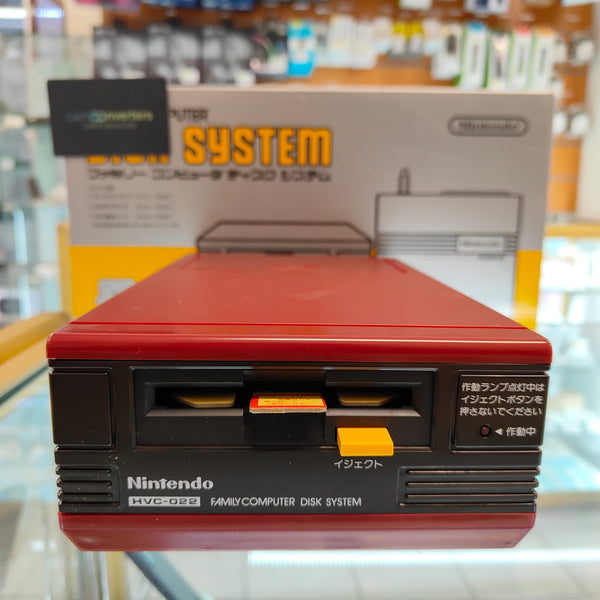 PUTER
DISK SYSTEM
ファミリー コンピュータ ディスク システム
Nintendo
Nintendo
作動ランプ点灯中は
イジェクトボタンを
押さないでください
◀ 作動中
イジェクト
Nintendo
HVC-022 FAMILY COMPUTER DISK SYSTEM